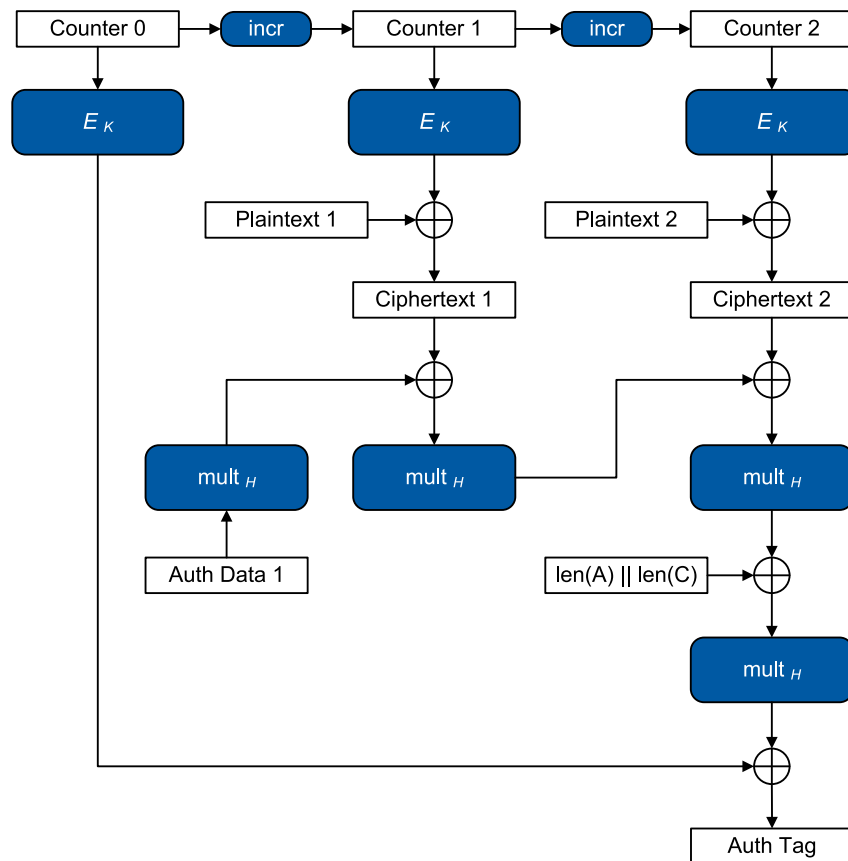 Counter 0
incr
Counter 1
incr
Counter 2
E K
E K
E K
Plaintext 1
Plaintext 2
Ciphertext 1
Ciphertext 2
mult H
mult H
mult H
Auth Data 1
len(A) || len(C)
mult H
Auth Tag